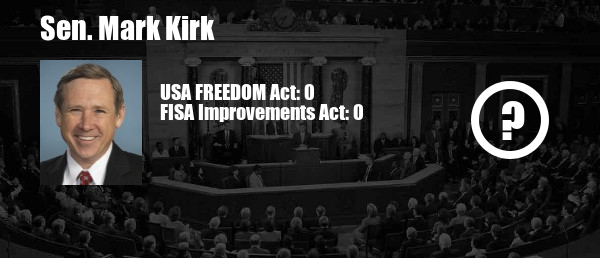 Sen. Mark Kirk
USA FREEDOM Act: 0
FISA Improvements Act: 0
?